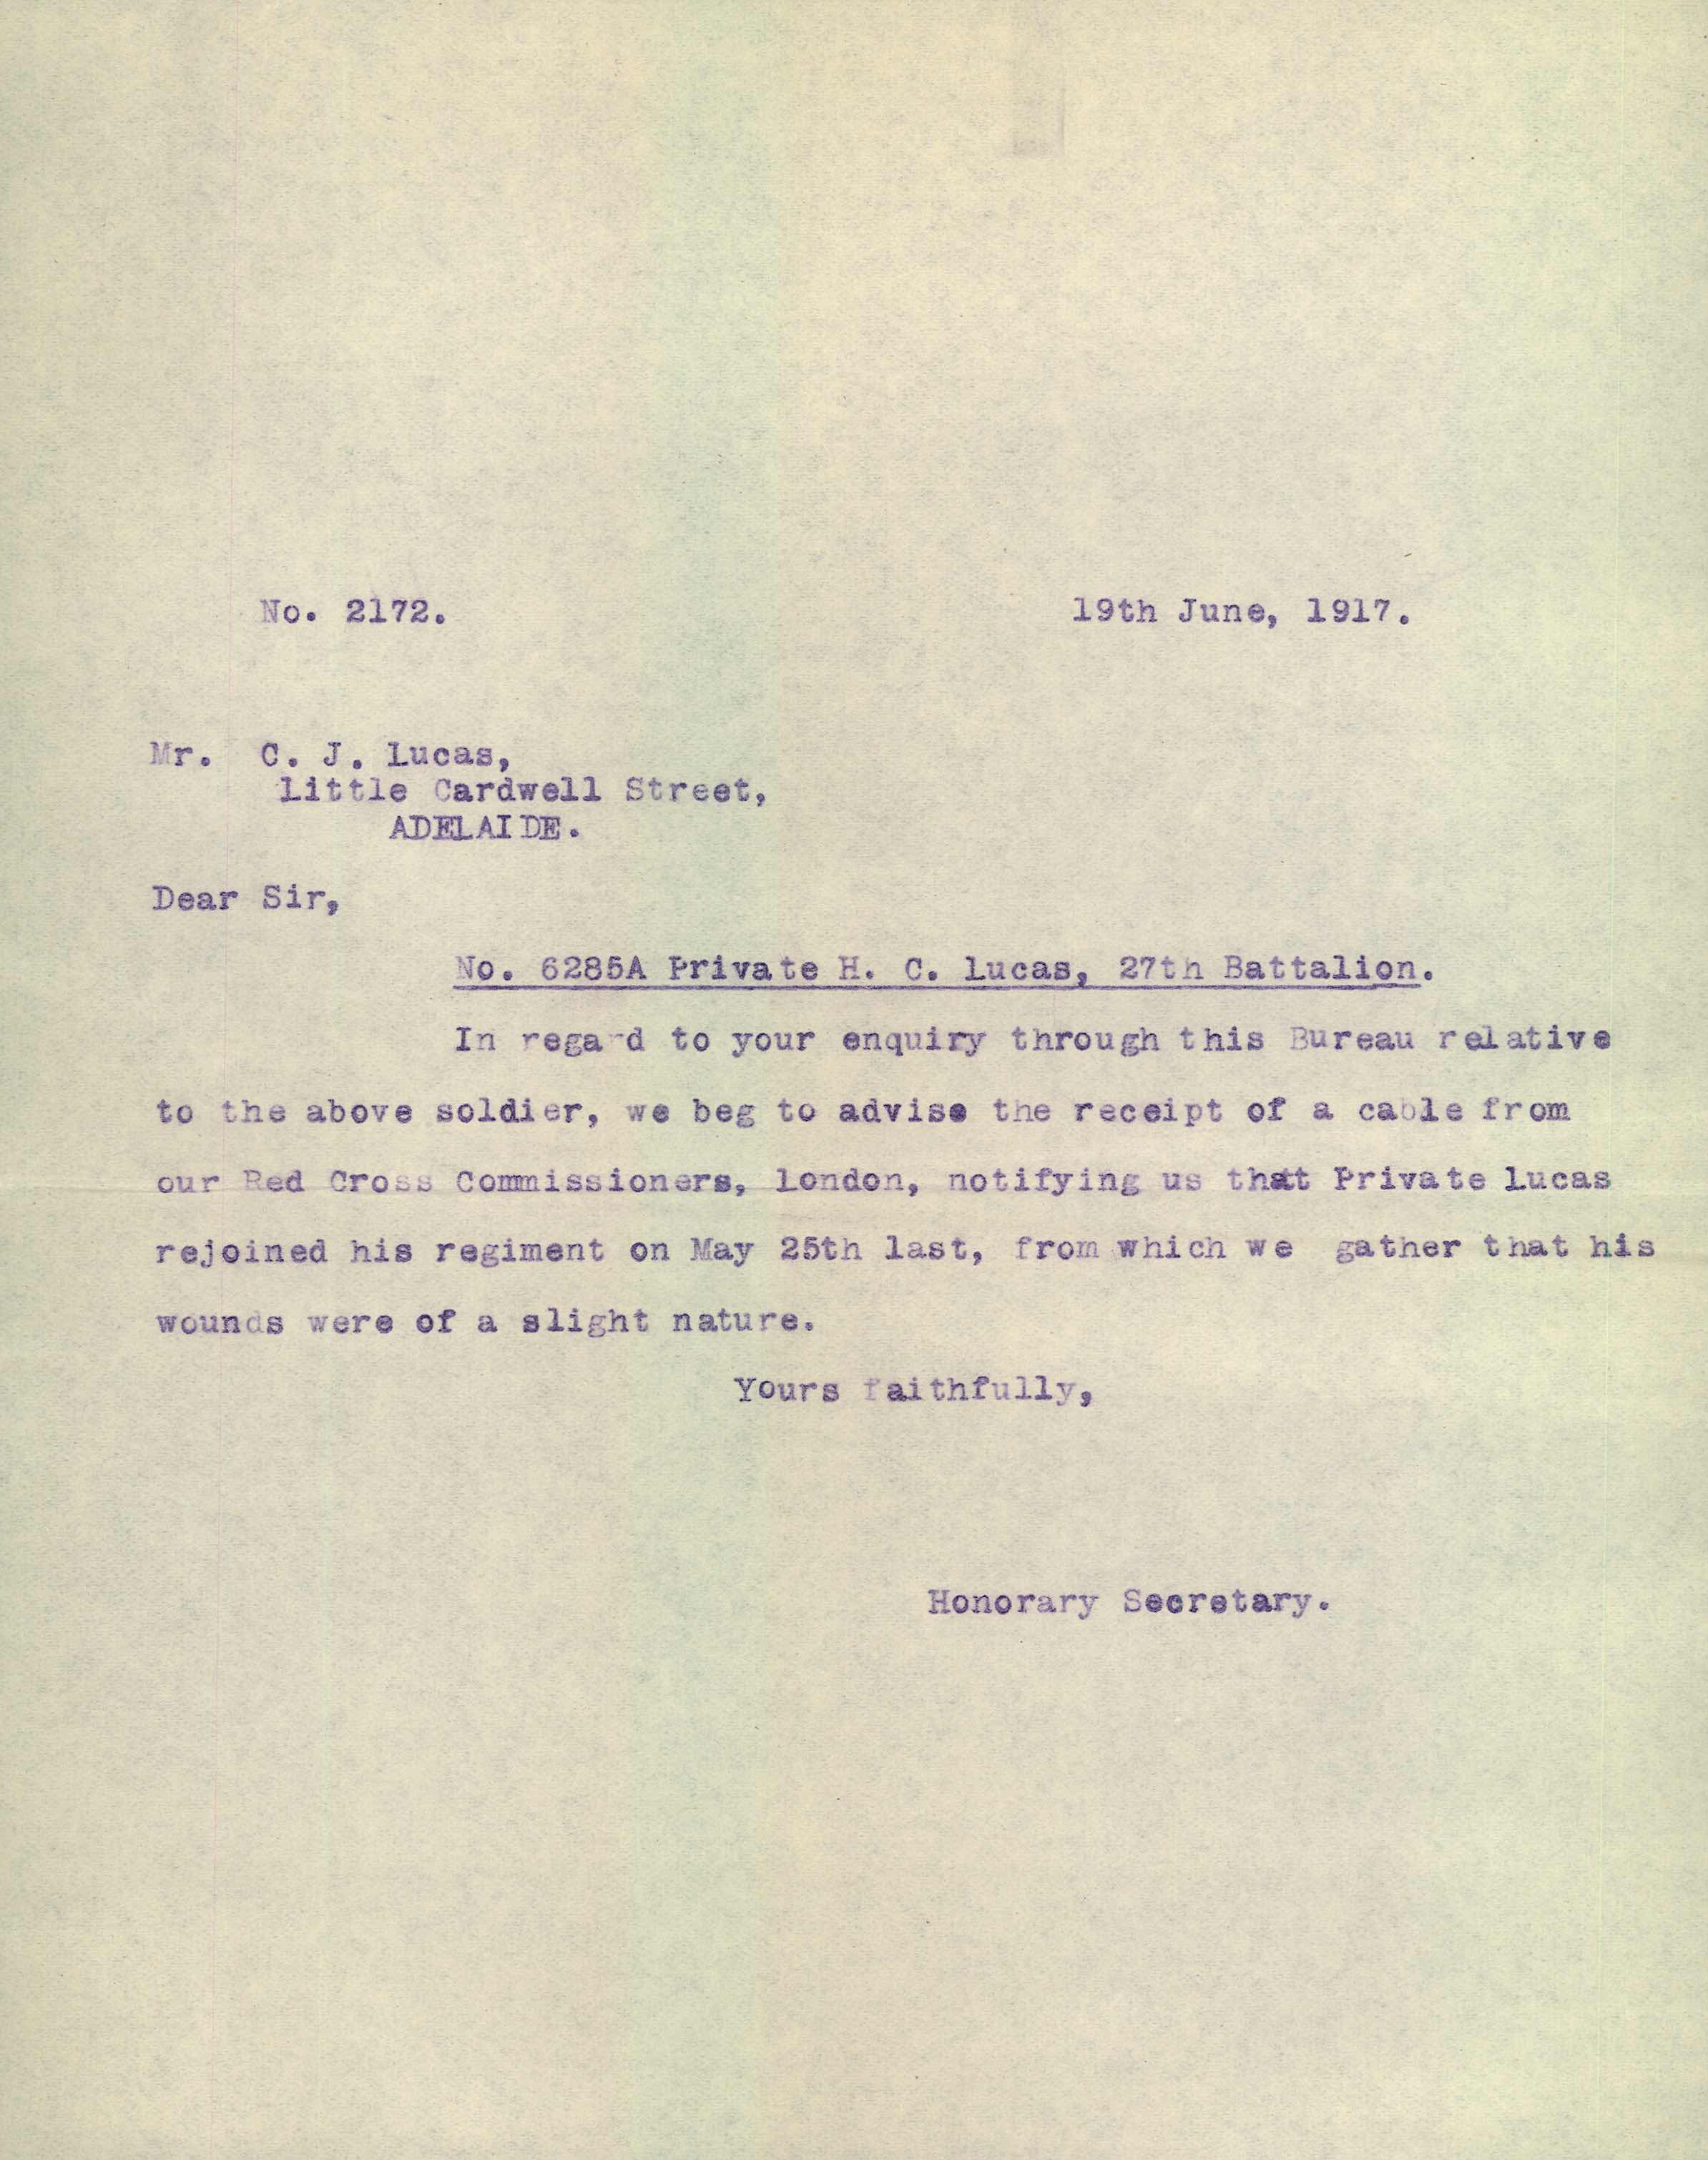 No. 2172. 19th June, 1917.
Mr. C. J. Lucas,
Little Cardwell Street,
ADELAIDE.
Dear Sir,
No. 6285A Private H. C. Lucas, 27th Battalion.
In regard to your enquiry through this Bureau relative
to the above soldier, we beg to advise the receipt of a cable from
our Red Cross Commissioners, London, notifying us that Private Lucas
rejoined his regiment on May 25th last, from which we gather that his
wounds were of a slight nature.
Yours faithfully,
Honorary Secretary.